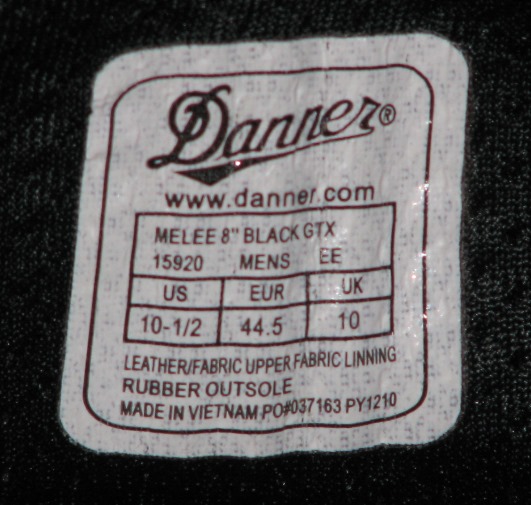 Danner®
www.danner.com
MELEE 8" BLACK GTX
15920 MENS EE
US EUR UK
10-1/2 44.5 10
LEATHER/FABRIC UPPER FABRIC LINNING
RUBBER OUTSOLE
MADE IN VIETNAM PO#037163 PY1210